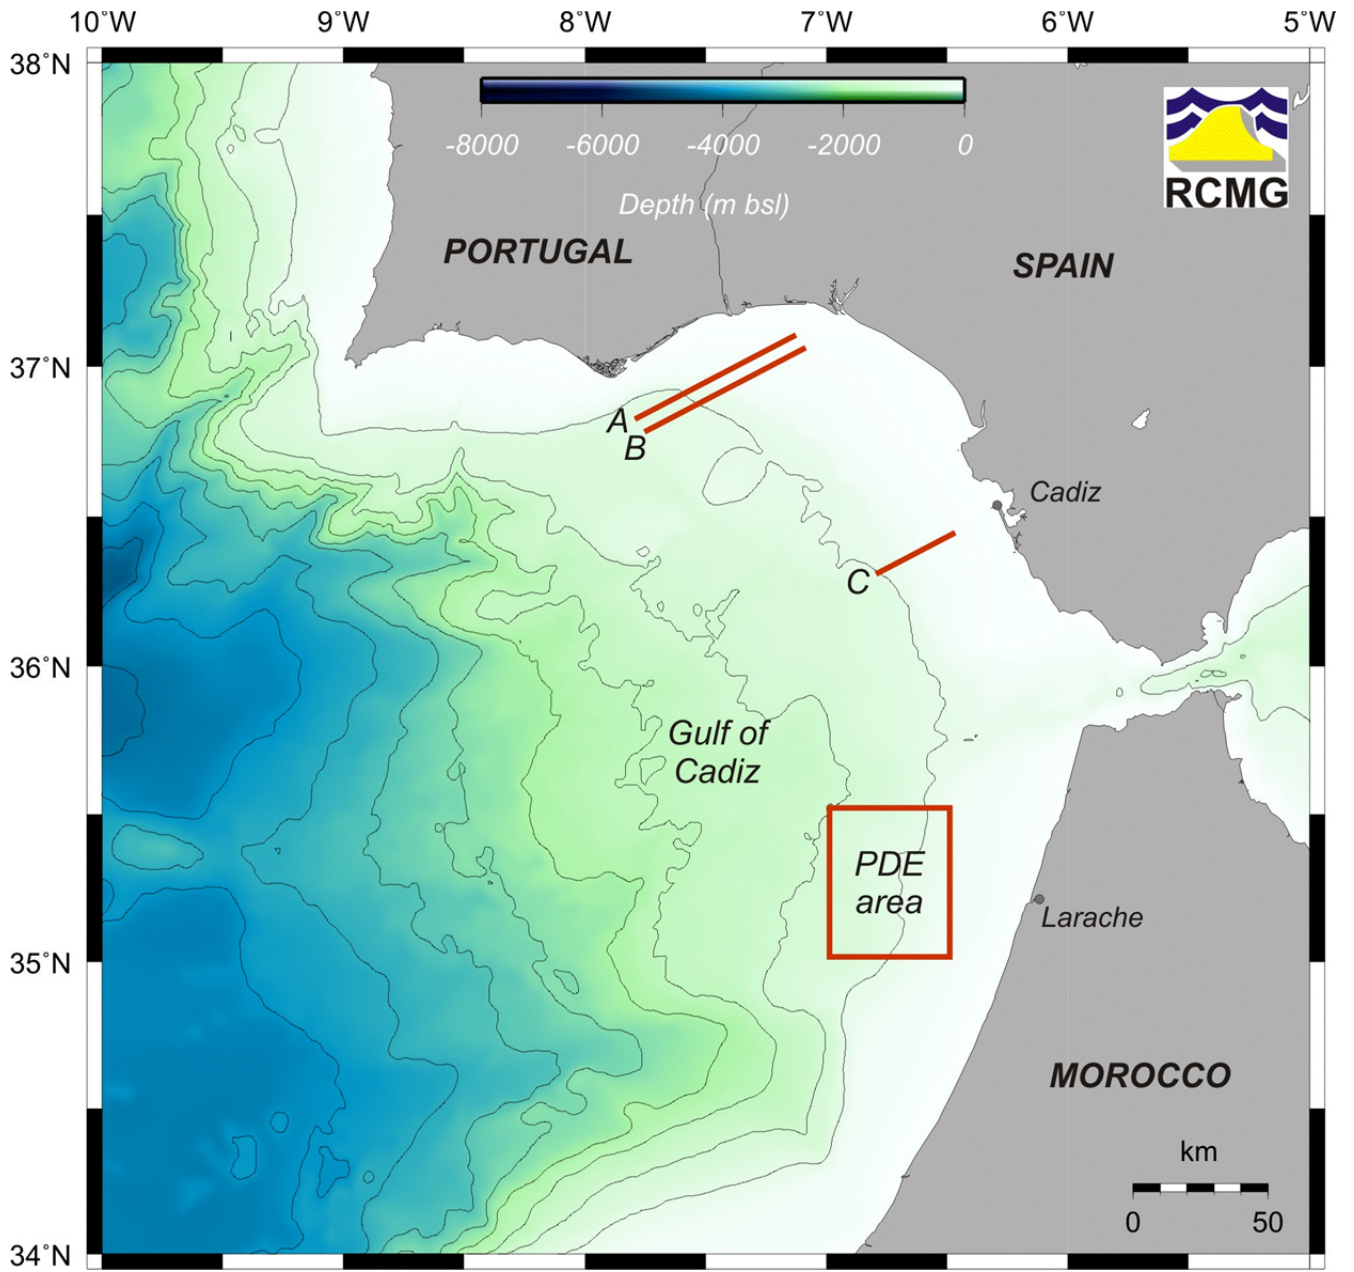 10°W 9°W 8°W 7°W 6°W 5°W
38°N
-8000 -6000 -4000 -2000 0
Depth (m bsl)
RCMG
PORTUGAL
SPAIN
37°N
A
B
Cadiz
C
36°N
Gulf of
Cadiz
PDE
area
Larache
35°N
MOROCCO
km
0 50
34°N